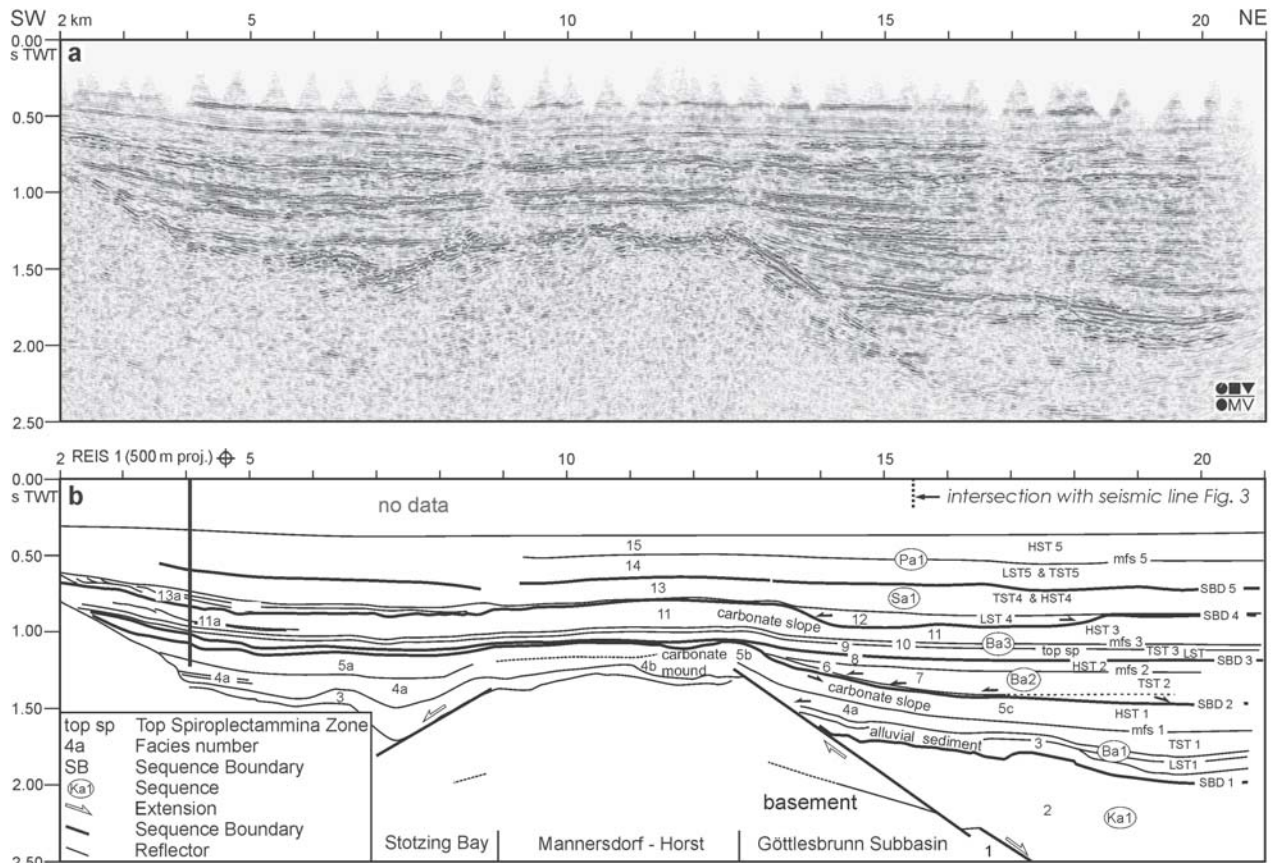 SW 2 km 5 10 15 20 NE
0.00
s TWT
a
0.50
1.00
1.50
2.00
2.50
OMV
2 REIS 1 (500 m proj.) 5 10 15 20
0.00
s TWT
b
no data
intersection with seismic line Fig. 3
0.50
15
HST 5
Pa1
mfs 5
14
LST5 & TST5
SBD 5
13
Sa1
TST4 & HST4
13a
12
LST 4
SBD 4
11a
11
carbonate slope
11
HST 3
1.00
9
10
Ba3
mfs 3
top sp
TST 3
LST
SBD 3
8
HST 2
mfs 2
5a
carbonate
mound
5b
6
7
Ba2
TST 2
4a
4a
4b
carbonate slope
5c
SBD 2
HST 1
3
1.50
4a
mfs 1
alluvial sediment
3
Ba1
TST 1
LST1
2.00
SBD 1
basement
2
Ka1
1
2.50
top sp Top Spiroplectammina Zone
4a Facies number
SB Sequence Boundary
Ka1 Sequence
Extension
Sequence Boundary
Reflector
Stotzing Bay
Mannersdorf - Horst
Göttlesbrunn Subbasin